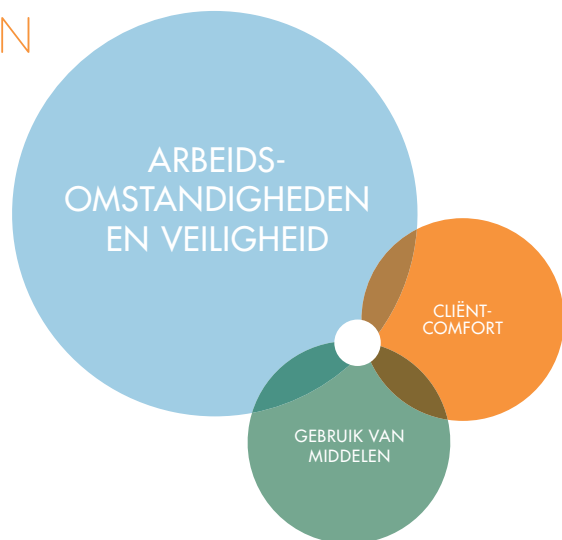 N
ARBEIDS-
OMSTANDIGHEDEN
EN VEILIGHEID
CLIËNT-
COMFORT
GEBRUIK VAN
MIDDELEN